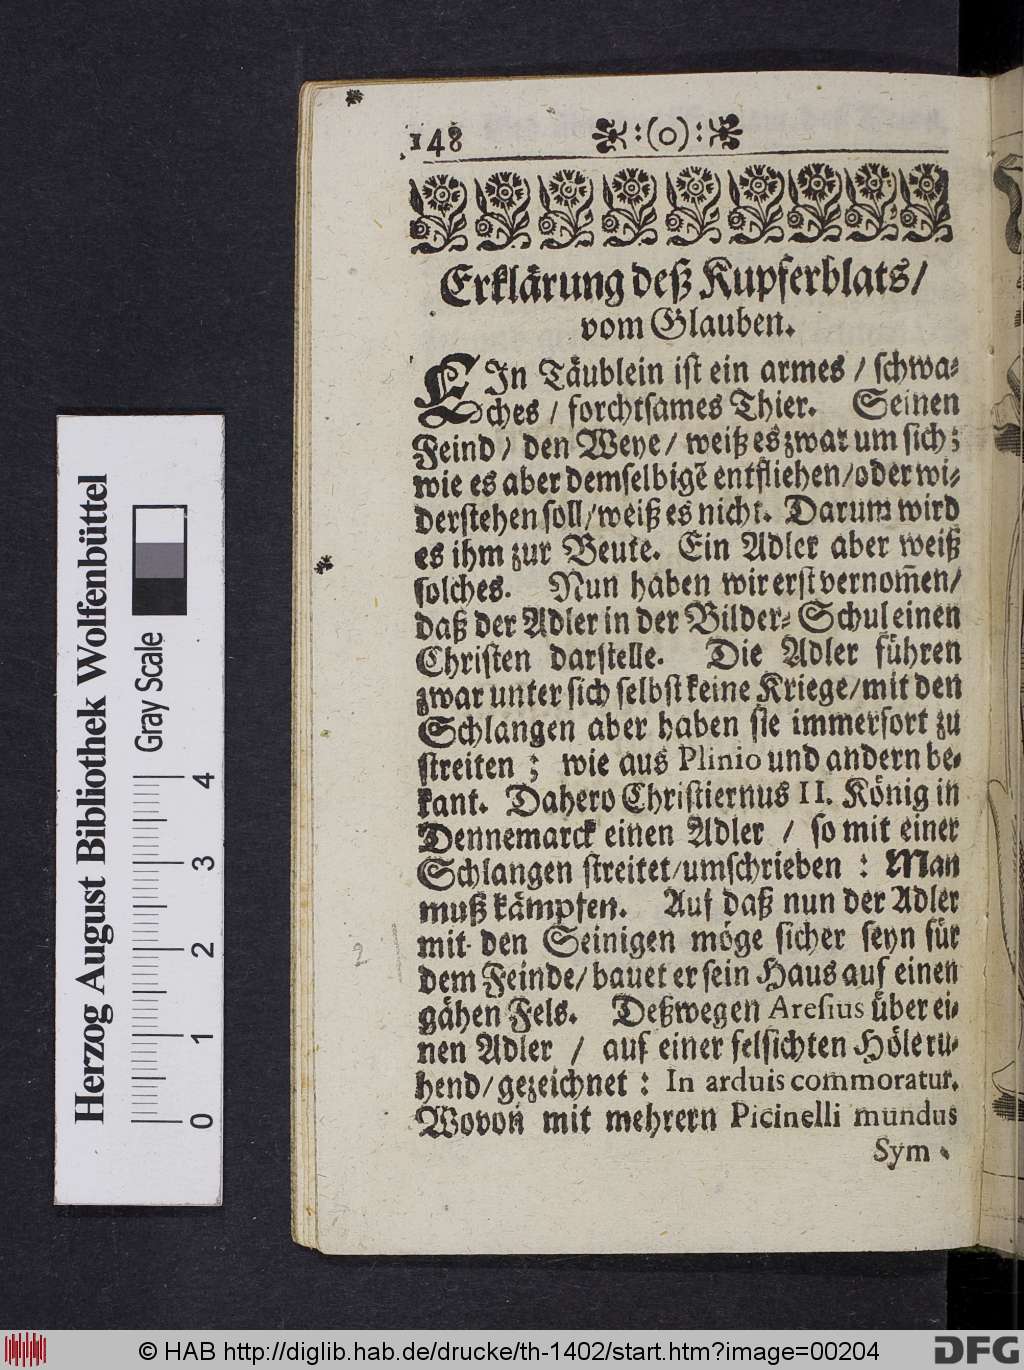 148 :(o):
Erklärung deß Kupferblats/
vom Glauben.
EIn Täublein ist ein armes / schwa-
ches / forchtsames Thier. Seinen
Feind / den Weye / weiß es zwar um sich;
wie es aber demselbigē entfliehen/oder wi-
derstehen soll/weiß es nicht. Darum wird
es ihm zur Beute. Ein Adler aber weiß
solches. Nun haben wir erst vernom̄en/
daß der Adler in der Bilder-Schul einen
Christen darstelle. Die Adler führen
zwar unter sich selbst keine Kriege/mit den
Schlangen aber haben sie immerfort zu
streiten; wie aus Plinio und andern be-
kant. Dahero Christiernus II. König in
Dennemarck einen Adler / so mit einer
Schlangen streitet/umschrieben : Man
muß kämpfen. Auf daß nun der Adler
mit den Seinigen möge sicher seyn für
dem Feinde/bauet er sein Haus auf einen
gähen Fels. Deßwegen Aresius über ei-
nen Adler / auf einer felsichten Höle ru-
hend/gezeichnet : In arduis commoratur.
Wovon mit mehrern Picinelli mundus
Sym-
2
Herzog August Bibliothek Wolfenbüttel
Gray Scale
0 1 2 3 4
© HAB http://diglib.hab.de/drucke/th-1402/start.htm?image=00204
DFG